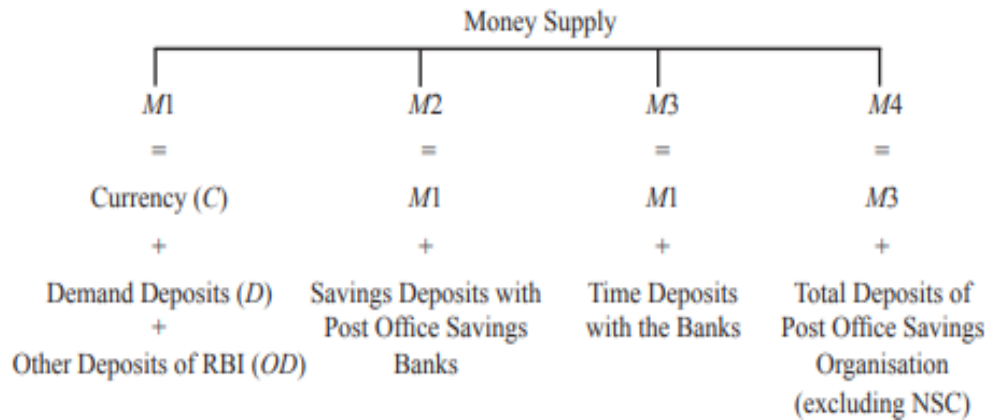 Money Supply
M1 M2 M3 M4
= = = =
Currency (C) M1 M1 M3
+ + + +
Demand Deposits (D) Savings Deposits with Time Deposits Total Deposits of
+ Post Office Savings with the Banks Post Office Savings
Other Deposits of RBI (OD) Banks Organisation
(excluding NSC)